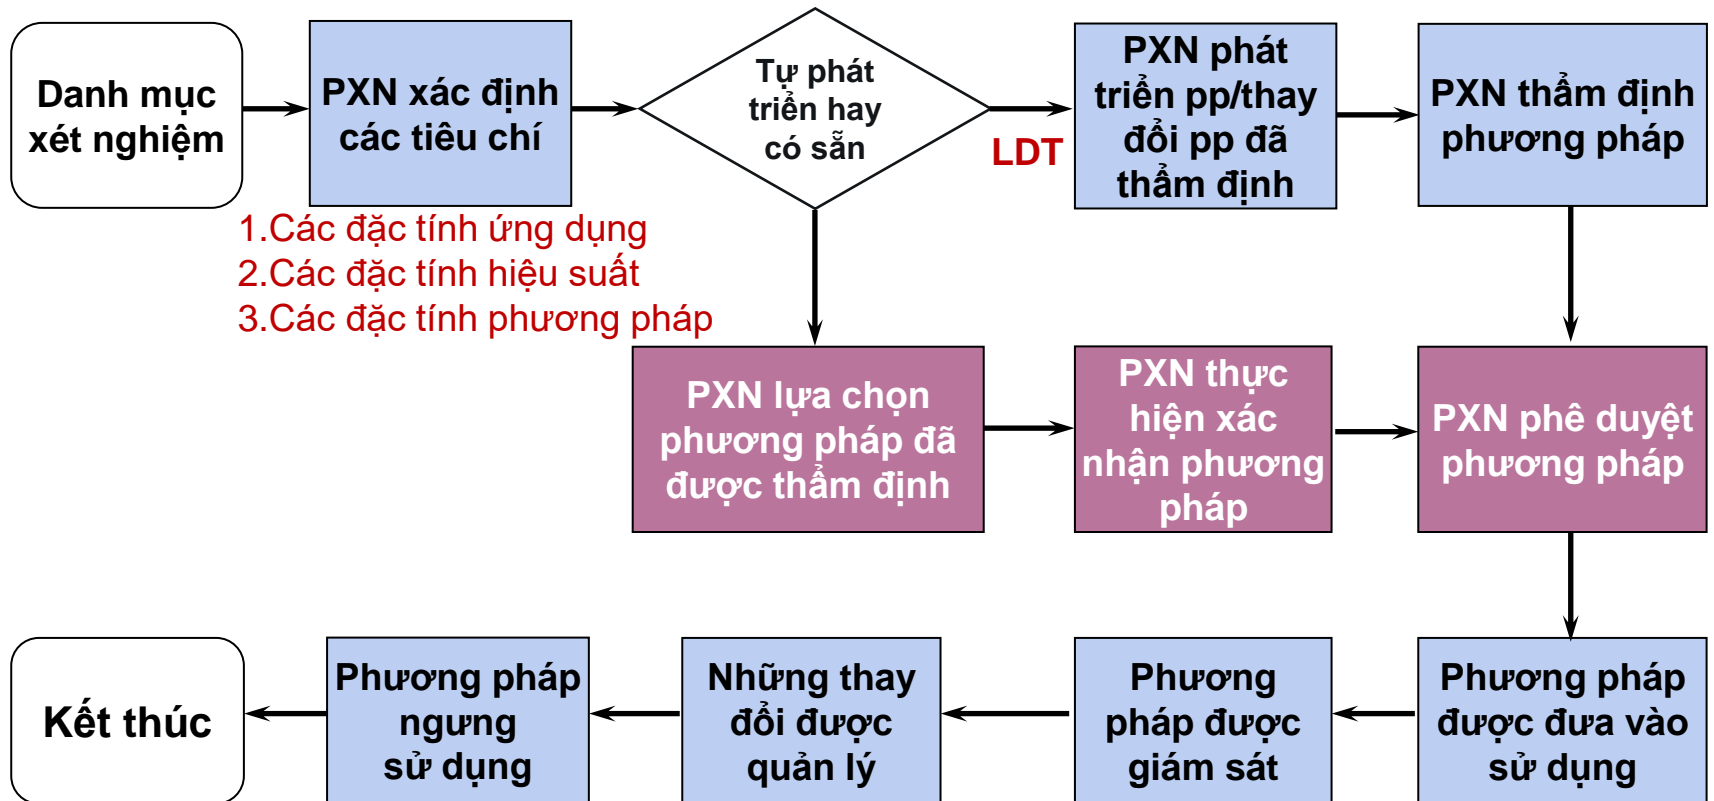 Danh mục
xét nghiệm
PXN xác định
các tiêu chí
Tự phát
triển hay
có sẵn
LDT
PXN phát
triển pp/thay
đổi pp đã
thẩm định
PXN thẩm định
phương pháp
1.Các đặc tính ứng dụng
2.Các đặc tính hiệu suất
3.Các đặc tính phương pháp
PXN lựa chọn
phương pháp đã
được thẩm định
PXN thực
hiện xác
nhận phương
pháp
PXN phê duyệt
phương pháp
Phương pháp
được đưa vào
sử dụng
Phương
pháp được
giám sát
Những thay
đổi được
quản lý
Phương pháp
ngưng
sử dụng
Kết thúc